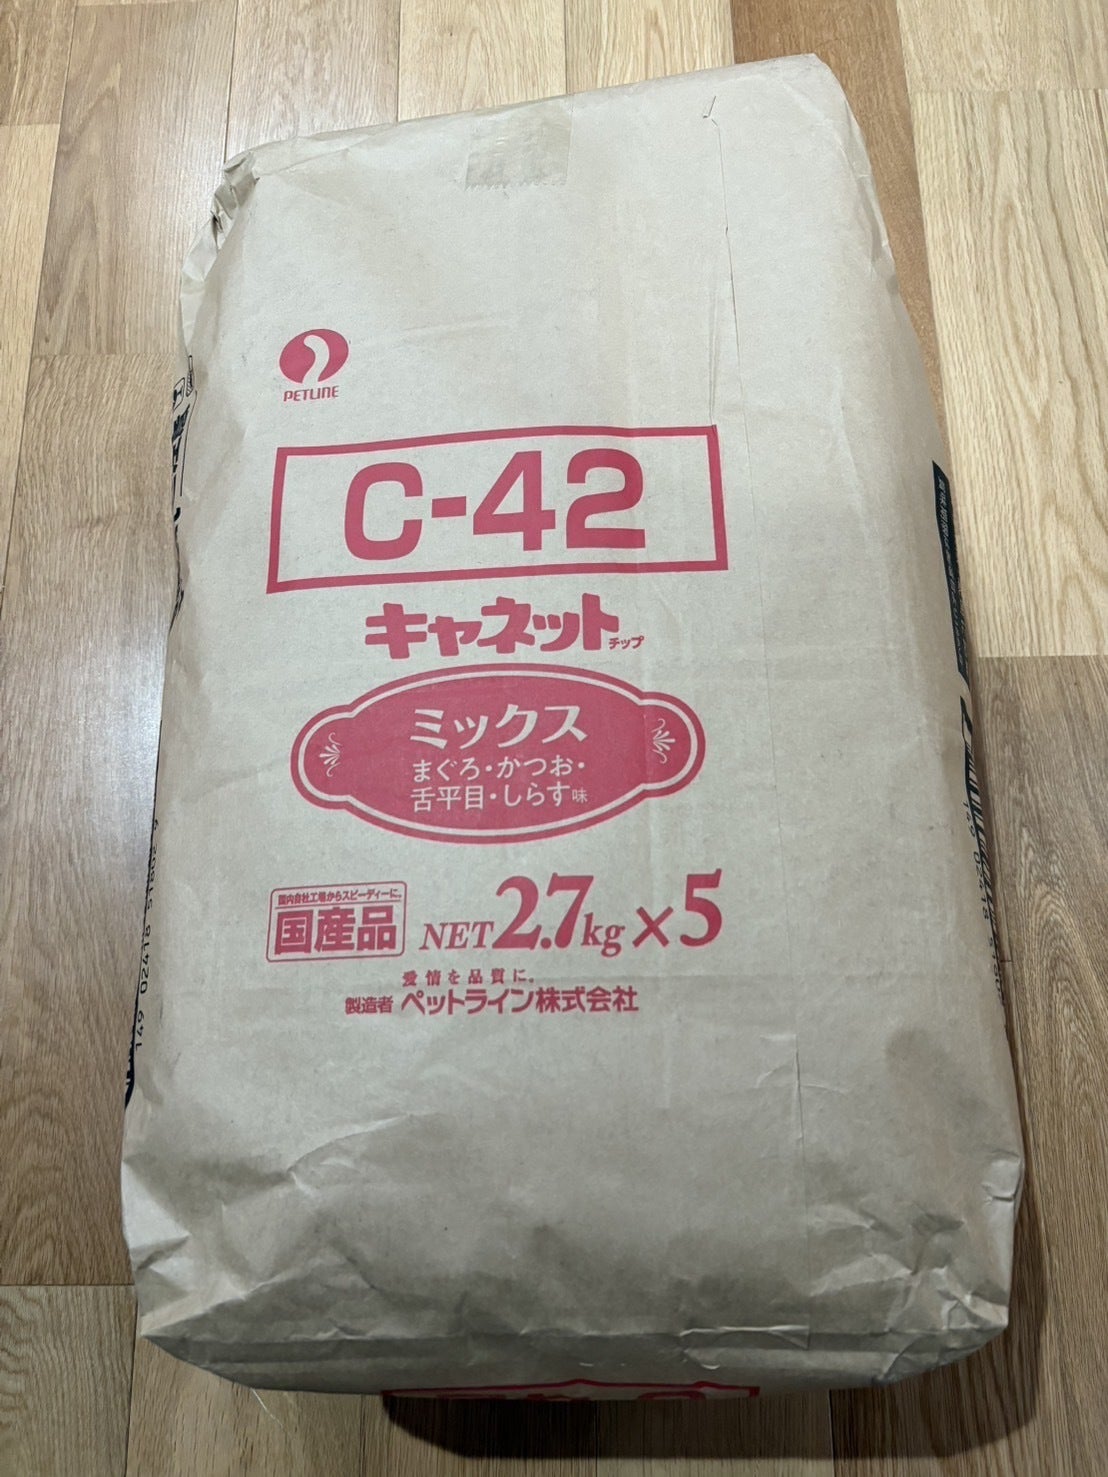 PETLINE
C-42
キャネットチップ
ミックス
まぐろ・かつお・
舌平目・しらす味
国内自社工場からスピーディーに。
国産品
NET 2.7kg×5
愛情を品質に。
製造者 ペットライン株式会社